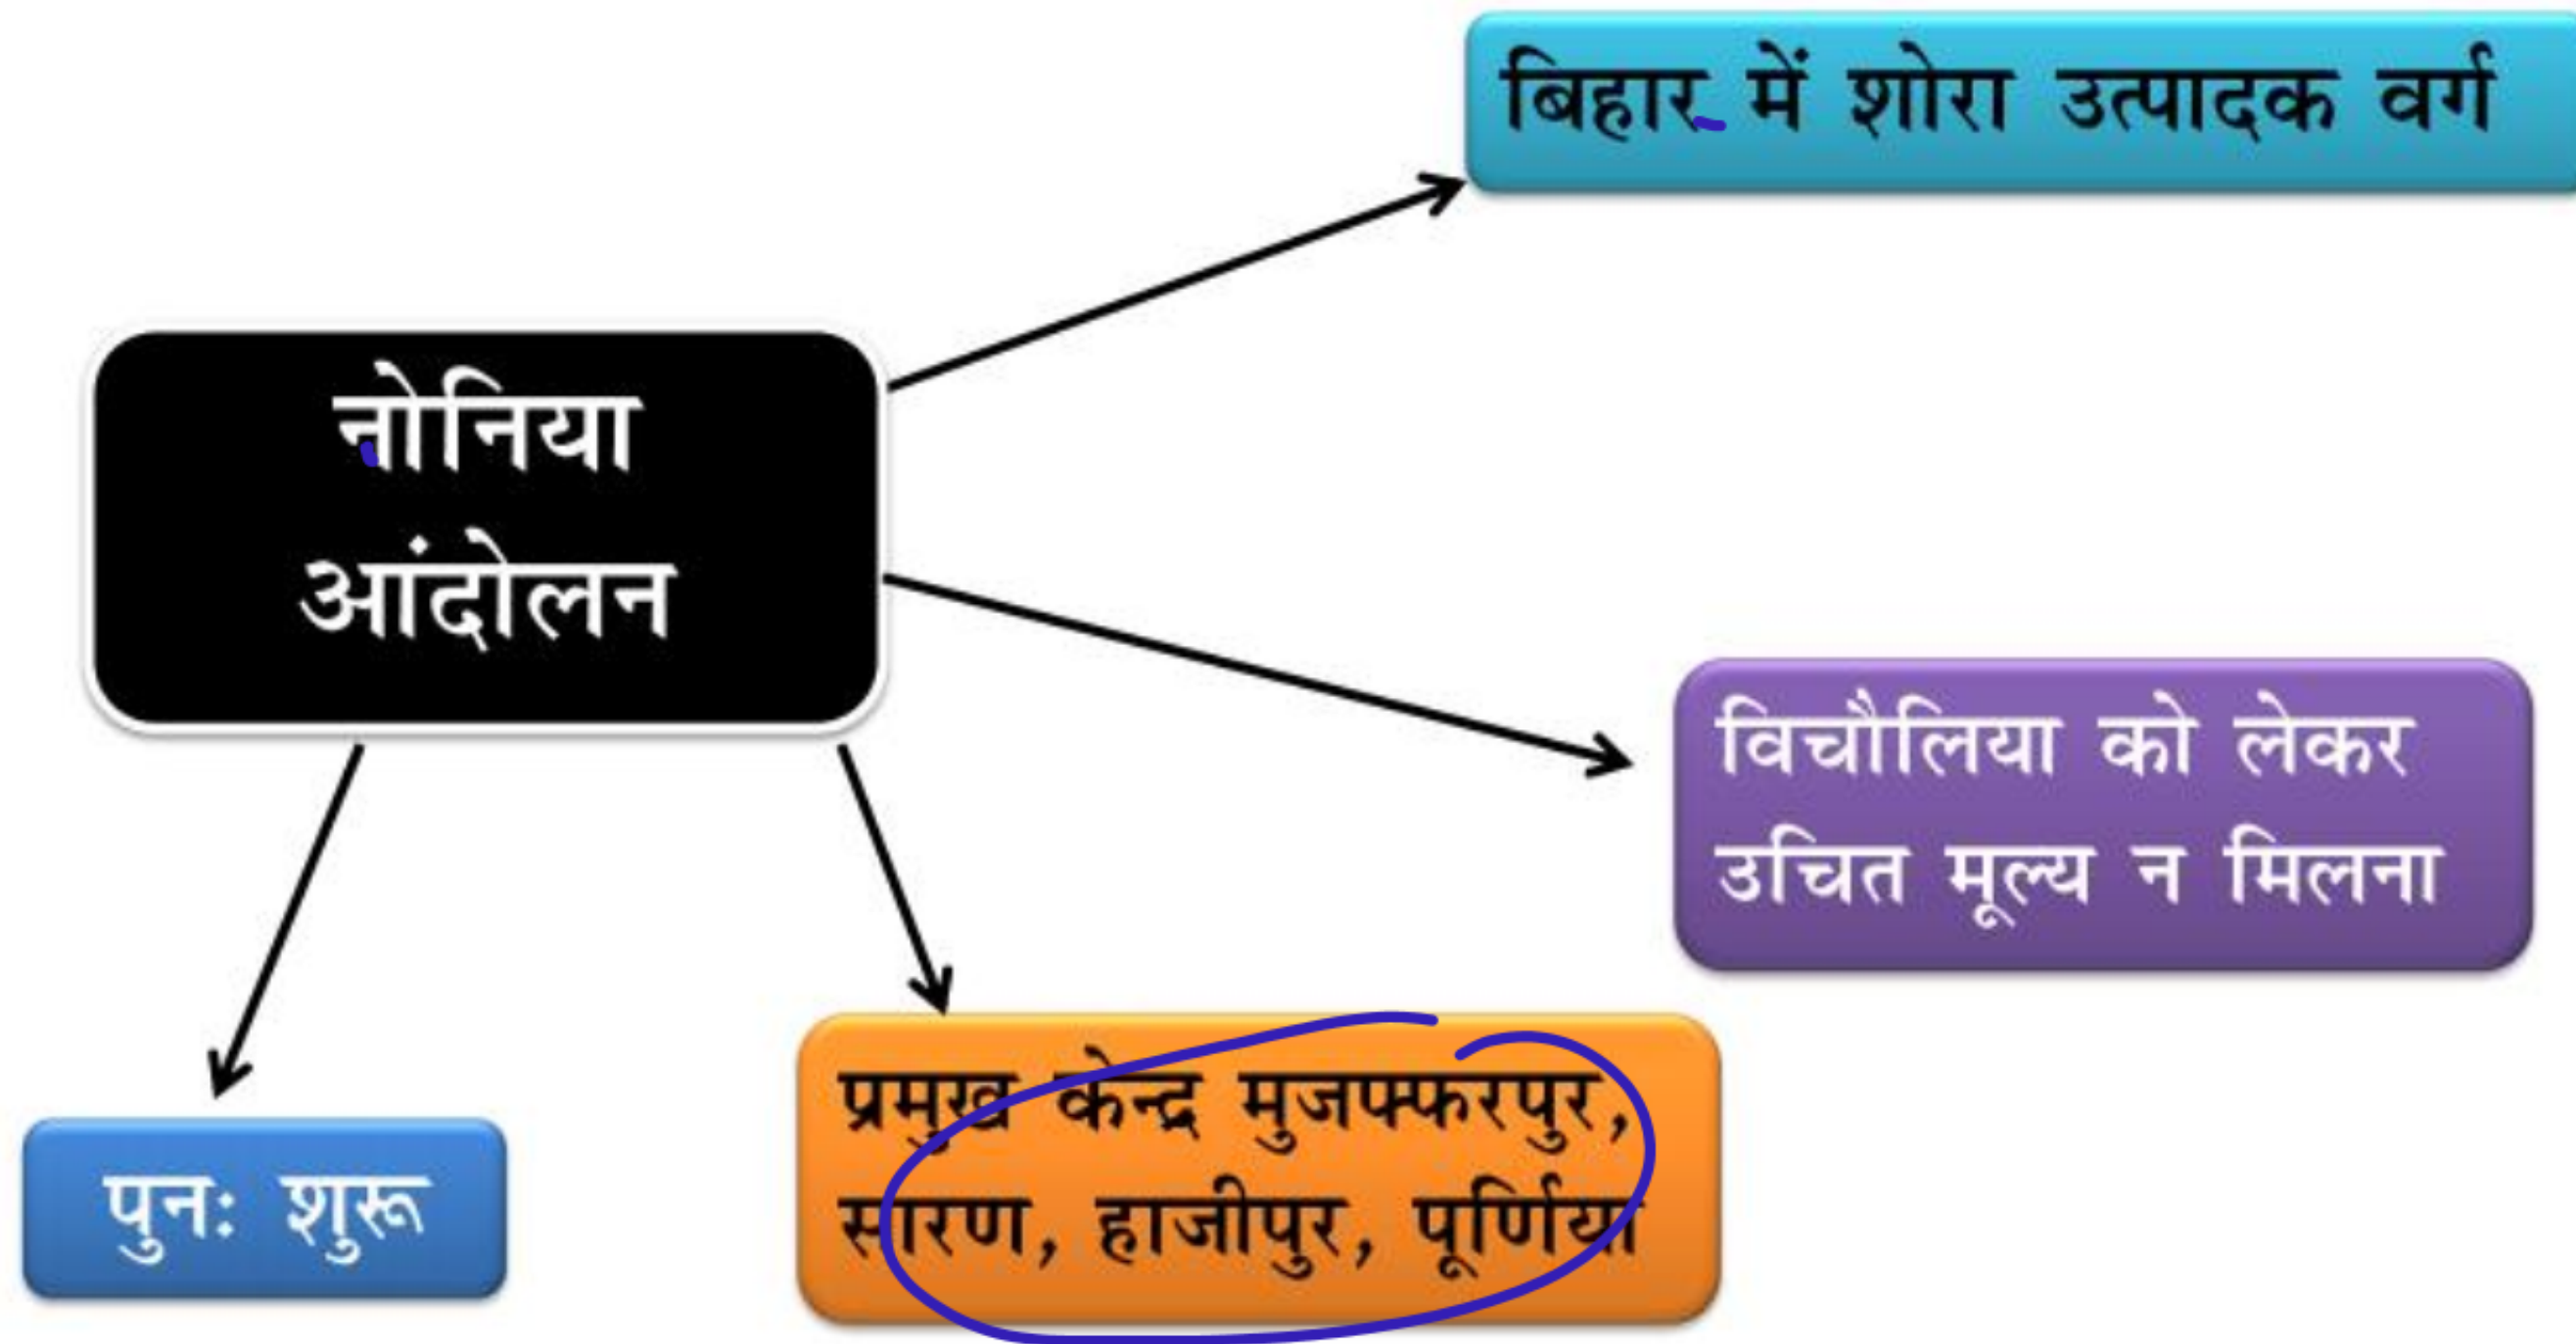 बिहार में शोरा उत्पादक वर्ग
नोनिया
आंदोलन
विचौलिया को लेकर
उचित मूल्य न मिलना
प्रमुख केन्द्र मुजफ्फरपुर,
सारण, हाजीपुर, पूर्णिया
पुनः शुरू